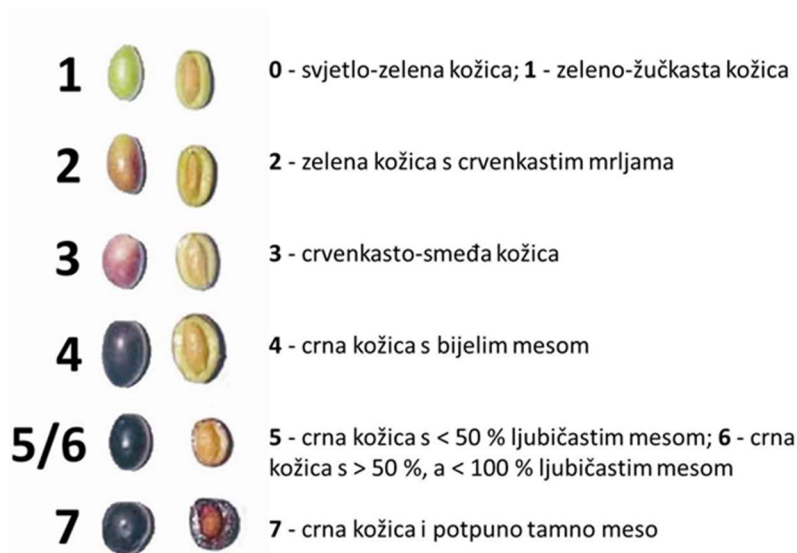 1
0 - svjetlo-zelena kožica; 1 - zeleno-žučkasta kožica
2
2 - zelena kožica s crvenkastim mrljama
3
3 - crvenkasto-smeđa kožica
4
4 - crna kožica s bijelim mesom
5/6
5 - crna kožica s < 50 % ljubičastim mesom; 6 - crna
kožica s > 50 %, a < 100 % ljubičastim mesom
7
7 - crna kožica i potpuno tamno meso